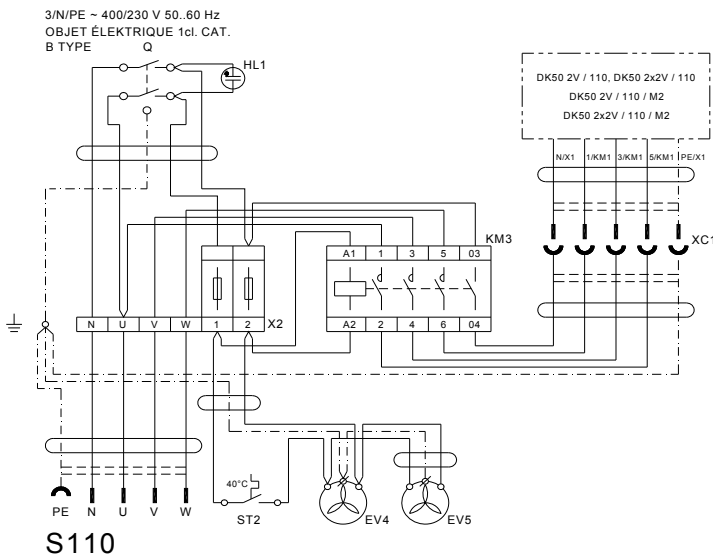 3/N/PE ~ 400/230 V 50..60 Hz
OBJET ÉLEKTRIQUE 1cl. CAT.
B TYPE
Q
HL1
DK50 2V / 110, DK50 2x2V / 110
DK50 2V / 110 / M2
DK50 2x2V / 110 / M2
N/X1 1/KM1 3/KM1 5/KM1 PE/X1
XC1
KM3
A1 1 3 5 03
A2 2 4 6 04
N U V W 1 2 X2
40°C
ST2
EV4
EV5
PE N U V W
S110